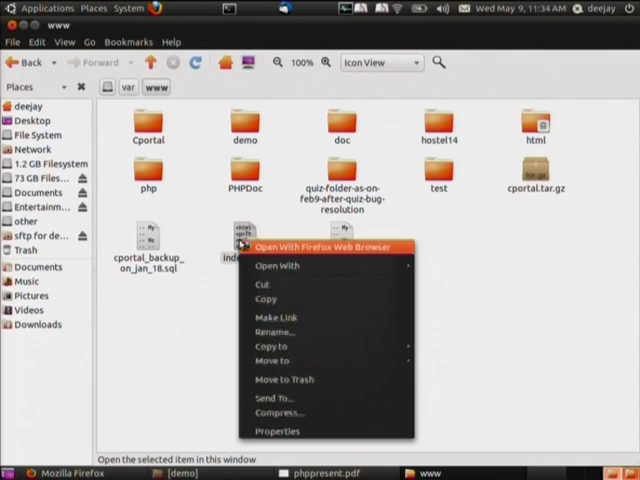 Applications Places System
Wed May 9, 11:34 AM
deejay
www
File Edit View Go Bookmarks Help
Back
Forward
100%
Icon View
Places
var
www
deejay
Desktop
File System
Network
1.2 GB Filesystem
73 GB Files...
Documents
Entertainm...
other
sftp for de...
Trash
Documents
Music
Pictures
Videos
Downloads
Cportal
demo
doc
hostel14
html
php
PHPDoc
quiz-folder-as-on-
feb9-after-quiz-bug-
resolution
test
tar.gz
cportal.tar.gz
cportal_backup_
on_jan_18.sql
Open With Firefox Web Browser
Open With
Cut
Copy
Make Link
Rename...
Copy to
Move to
Move to Trash
Send To...
Compress...
Properties
Open the selected item in this window
Mozilla Firefox
[demo]
phppresent.pdf
www